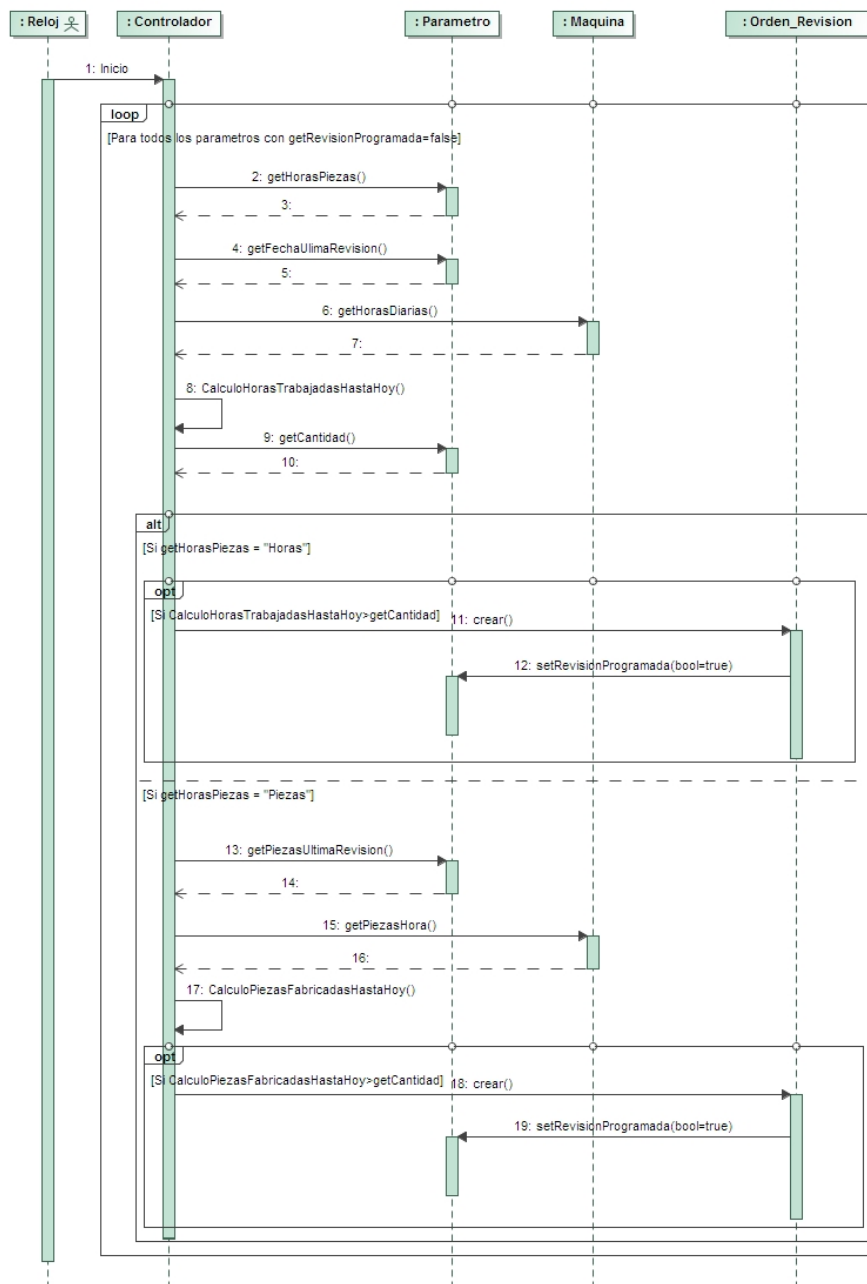 : Reloj
: Controlador
: Parametro
: Maquina
: Orden_Revision
1: Inicio
loop
[Para todos los parametros con getRevisionProgramada=false]
2: getHorasPiezas()
3:
4: getFechaUlimaRevision()
5:
6: getHorasDiarias()
7:
8: CalculoHorasTrabajadasHastaHoy()
9: getCantidad()
10:
alt
[Si getHorasPiezas = "Horas"]
opt
[Si CalculoHorasTrabajadasHastaHoy>getCantidad]
11: crear()
12: setRevisionProgramada(bool=true)
[Si getHorasPiezas = "Piezas"]
13: getPiezasUltimaRevision()
14:
15: getPiezasHora()
16:
17: CalculoPiezasFabricadasHastaHoy()
opt
[Si CalculoPiezasFabricadasHastaHoy>getCantidad]
18: crear()
19: setRevisionProgramada(bool=true)